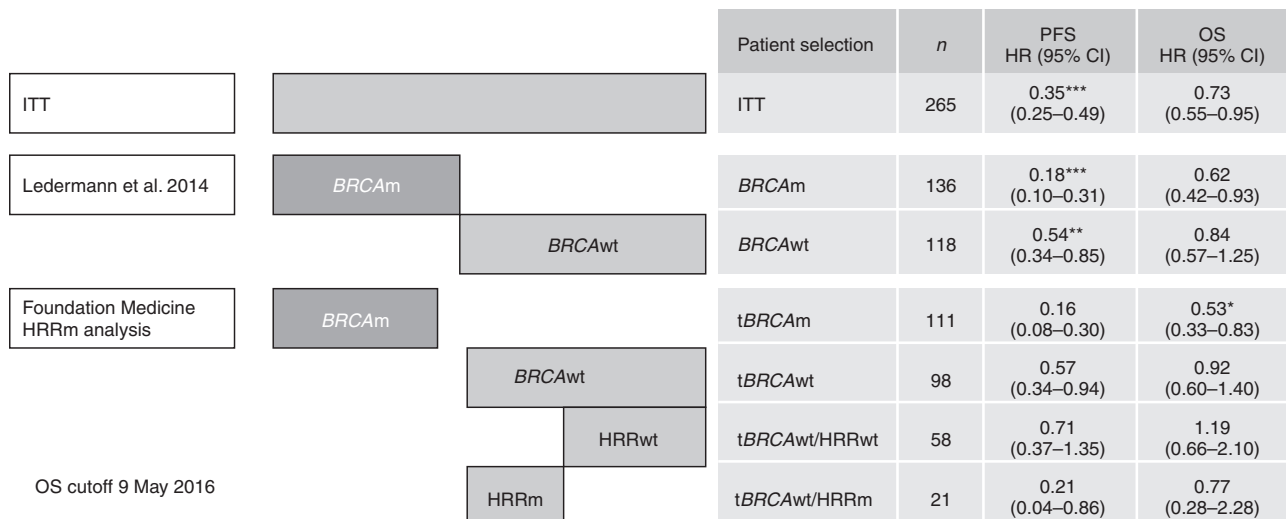 Patient selection n PFS HR (95% CI) OS HR (95% CI)
ITT ITT 265 0.35*** (0.25–0.49) 0.73 (0.55–0.95)
Ledermann et al. 2014 BRCAm BRCAm 136 0.18*** (0.10–0.31) 0.62 (0.42–0.93)
BRCAwt BRCAwt 118 0.54** (0.34–0.85) 0.84 (0.57–1.25)
Foundation Medicine HRRm analysis BRCAm tBRCAm 111 0.16 (0.08–0.30) 0.53* (0.33–0.83)
BRCAwt tBRCAwt 98 0.57 (0.34–0.94) 0.92 (0.60–1.40)
HRRwt tBRCAwt/HRRwt 58 0.71 (0.37–1.35) 1.19 (0.66–2.10)
OS cutoff 9 May 2016 HRRm tBRCAwt/HRRm 21 0.21 (0.04–0.86) 0.77 (0.28–2.28)